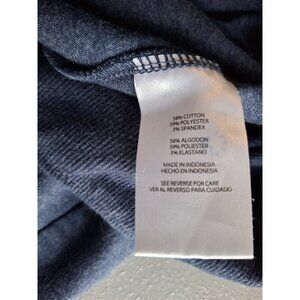 58% COTTON
39% POLYESTER
3% SPANDEX
58% ALGODON
39% POLIESTER
3% ELASTANO
MADE IN INDONESIA
HECHO EN INDONESIA
SEE REVERSE FOR CARE
VER AL REVERSO PARA CUIDADO